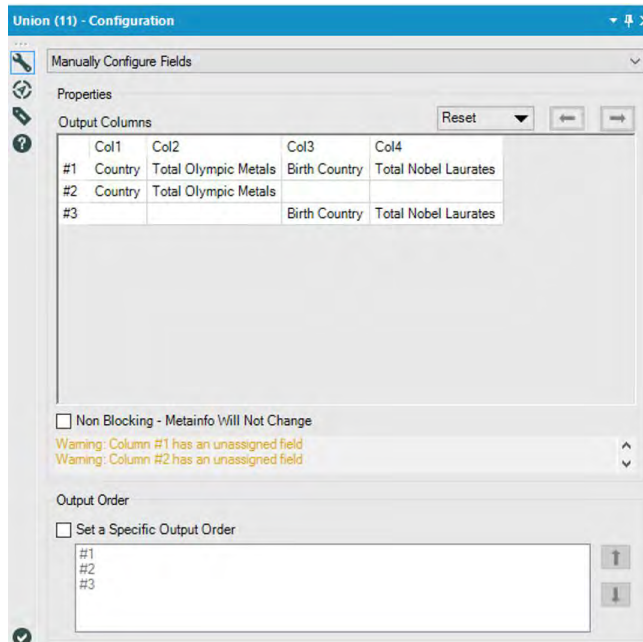 Union (11) - Configuration
Manually Configure Fields
Properties
Output Columns
Reset
Col1 Col2 Col3 Col4
#1 Country Total Olympic Metals Birth Country Total Nobel Laurates
#2 Country Total Olympic Metals
#3 Birth Country Total Nobel Laurates
Non Blocking - Metainfo Will Not Change
Warning: Column #1 has an unassigned field
Warning: Column #2 has an unassigned field
Output Order
Set a Specific Output Order
#1
#2
#3